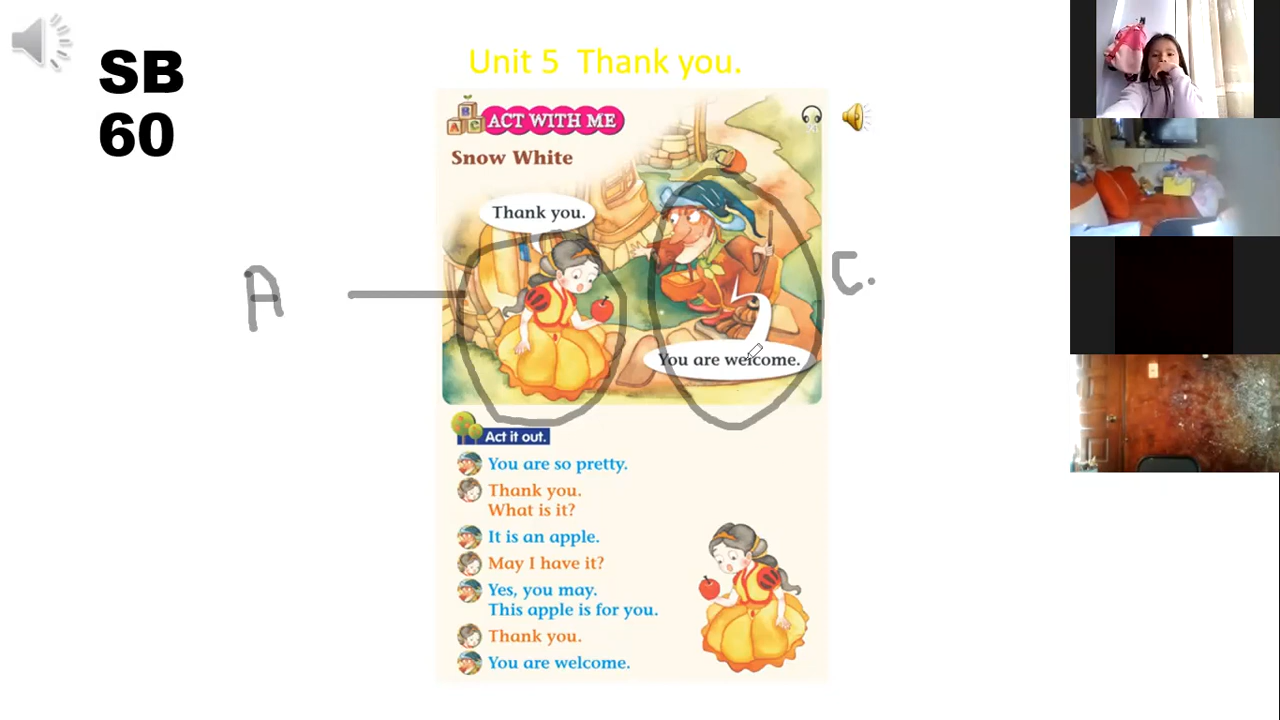 SB
60
Unit 5 Thank you.
ACT WITH ME
Snow White
Thank you.
You are welcome.
A
C.
Act it out.
You are so pretty.
Thank you.
What is it?
It is an apple.
May I have it?
Yes, you may.
This apple is for you.
Thank you.
You are welcome.